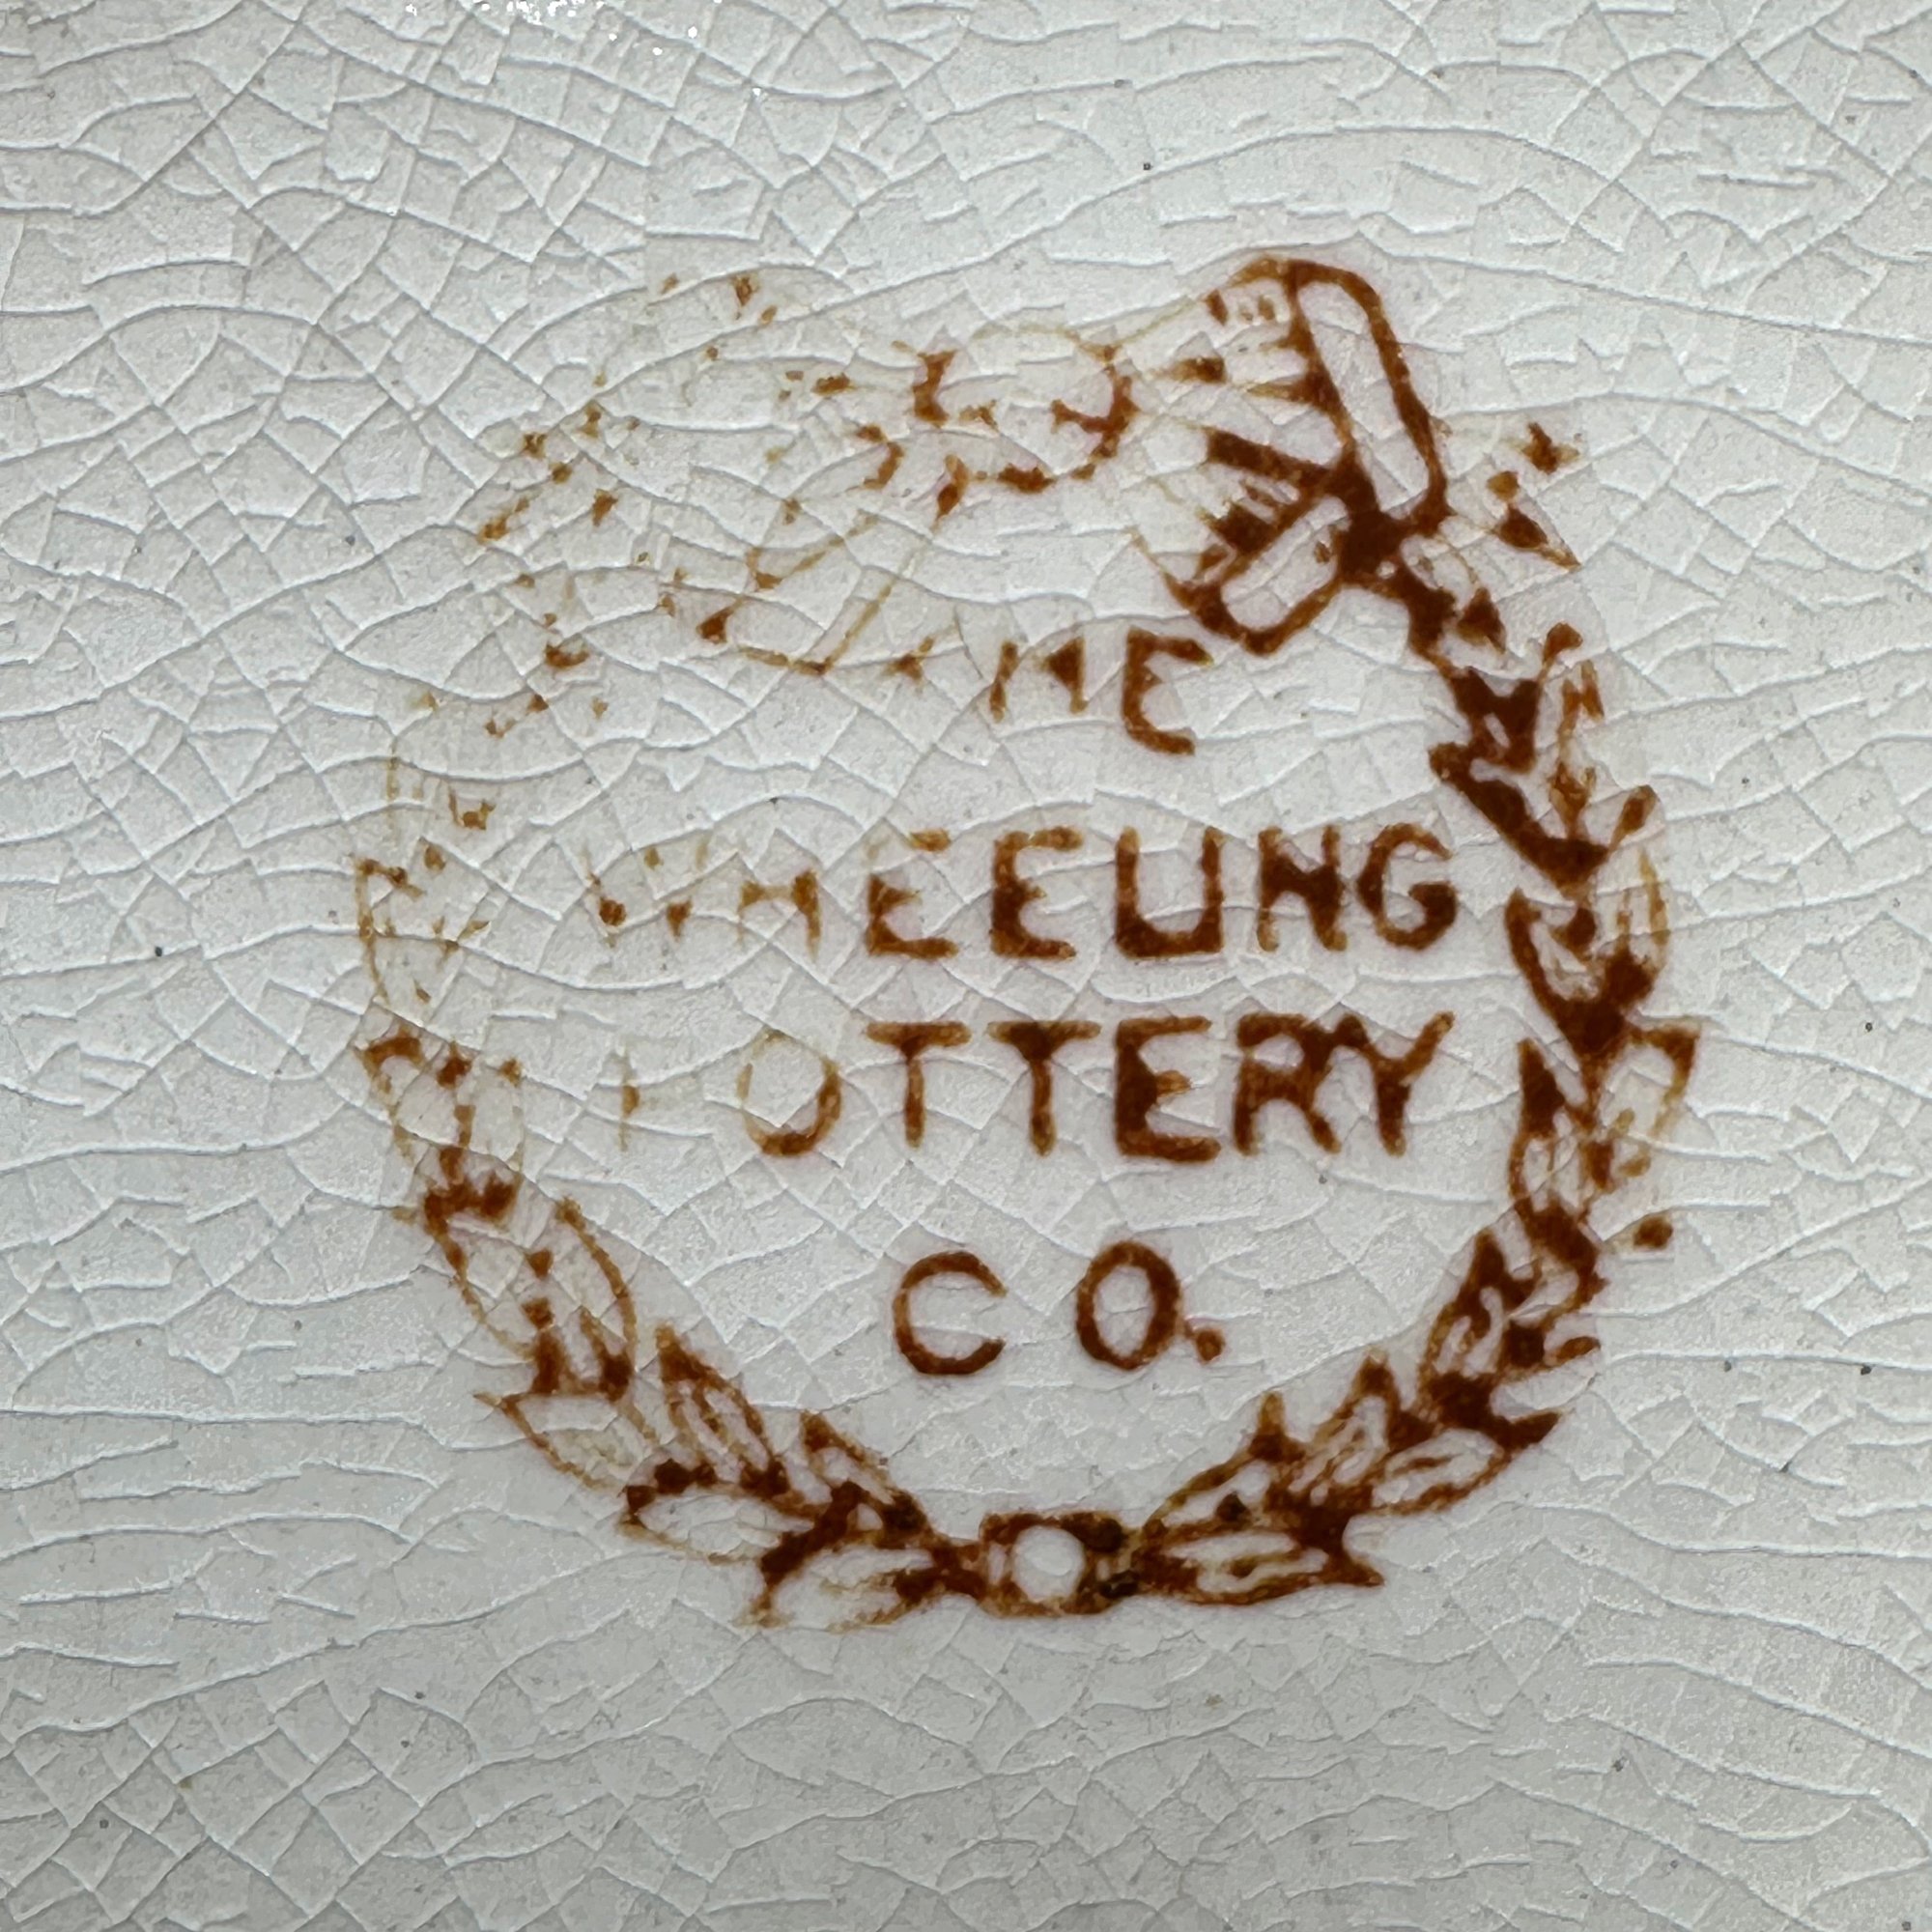 THE
WHEELING
POTTERY
CO.